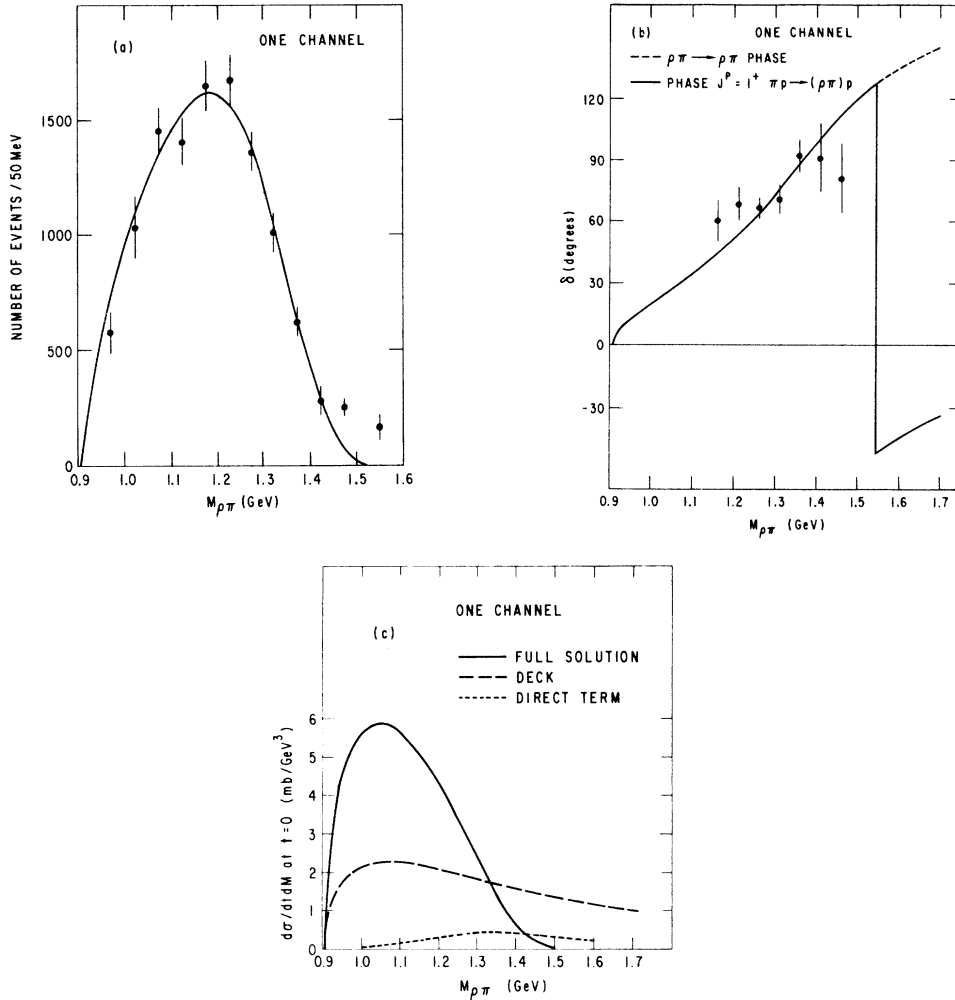 (a) ONE CHANNEL
NUMBER OF EVENTS / 50 MeV
1500
1000
500
0
0.9 1.0 1.1 1.2 1.3 1.4 1.5 1.6
M_ρπ (GeV)
(b) ONE CHANNEL
ρπ → ρπ PHASE
PHASE J^P = 1^+ πp → (ρπ)p
δ (degrees)
120
90
60
30
0
-30
0.9 1.0 1.1 1.2 1.3 1.4 1.5 1.6 1.7
M_ρπ (GeV)
ONE CHANNEL
(c)
FULL SOLUTION
DECK
DIRECT TERM
dσ/dtdM at t=0 (mb/GeV³)
6
5
4
3
2
1
0
0.9 1.0 1.1 1.2 1.3 1.4 1.5 1.6 1.7
M_ρπ (GeV)